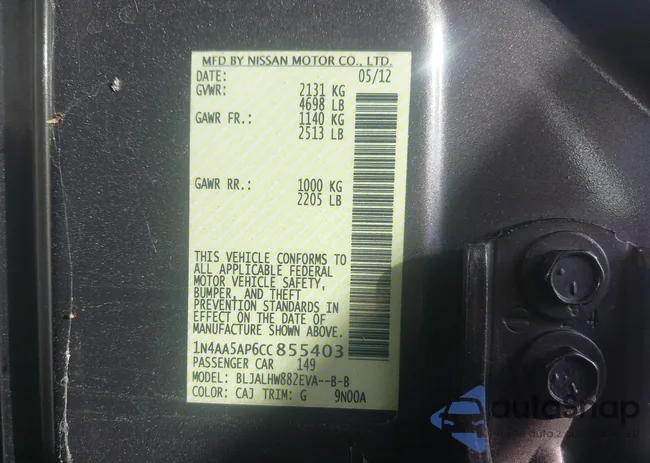 MFD BY NISSAN MOTOR CO., LTD.
DATE: 05/12
GVWR: 2131 KG
4698 LB
GAWR FR.: 1140 KG
2513 LB
GAWR RR.: 1000 KG
2205 LB
THIS VEHICLE CONFORMS TO
ALL APPLICABLE FEDERAL
MOTOR VEHICLE SAFETY,
BUMPER, AND THEFT
PREVENTION STANDARDS IN
EFFECT ON THE DATE OF
MANUFACTURE SHOWN ABOVE.
1N4AA5AP6CC855403
PASSENGER CAR 149
MODEL: BLJALHW882EVA--B-B
COLOR: CAJ TRIM: G 9N00A
4
autoSnap